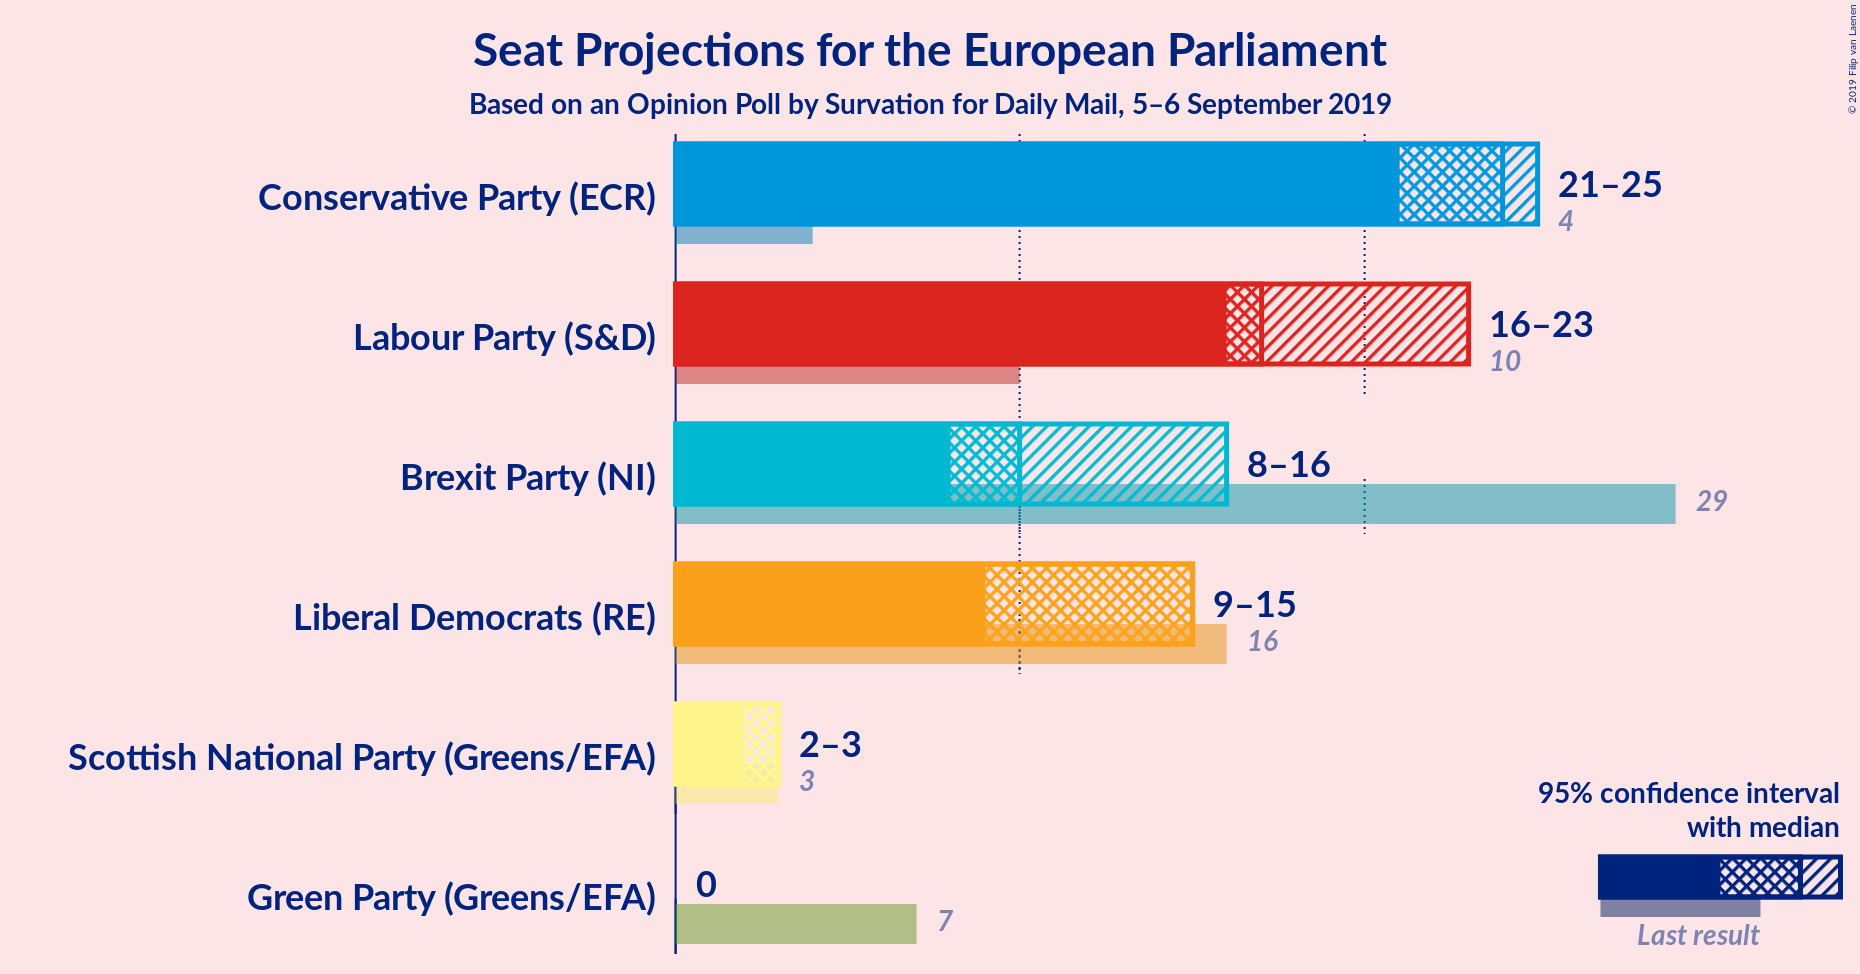 Seat Projections for the European Parliament
Based on an Opinion Poll by Survation for Daily Mail, 5–6 September 2019
© 2019 Filip van Laenen
Conservative Party (ECR)
21–25
4
Labour Party (S&D)
16–23
10
Brexit Party (NI)
8–16
29
Liberal Democrats (RE)
9–15
16
Scottish National Party (Greens/EFA)
2–3
3
Green Party (Greens/EFA)
0
7
95% confidence interval
with median
Last result